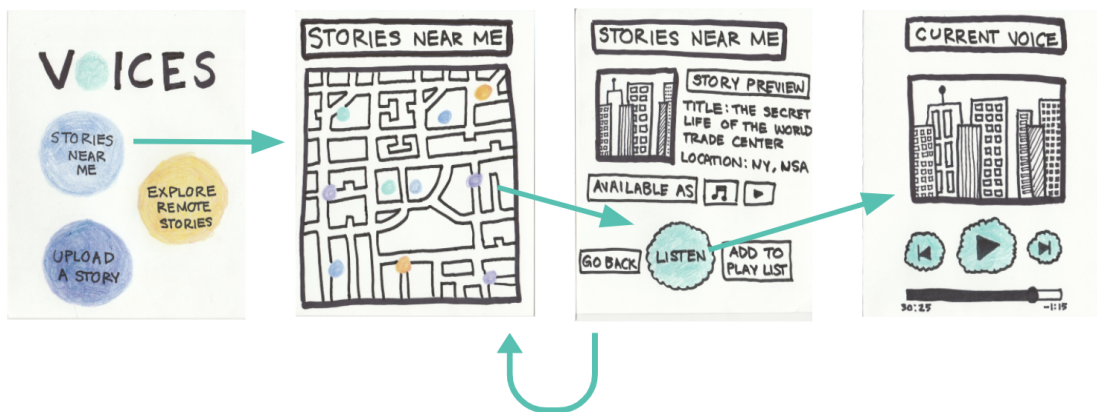 VOICES
STORIES
NEAR
ME
EXPLORE
REMOTE
STORIES
UPLOAD
A STORY
STORIES NEAR ME
STORIES NEAR ME
STORY PREVIEW
TITLE: THE SECRET
LIFE OF THE WORLD
TRADE CENTER
LOCATION: NY, NSA
AVAILABLE AS
GO BACK
LISTEN
ADD TO
PLAY LIST
CURRENT VOICE
30:25
-1:15